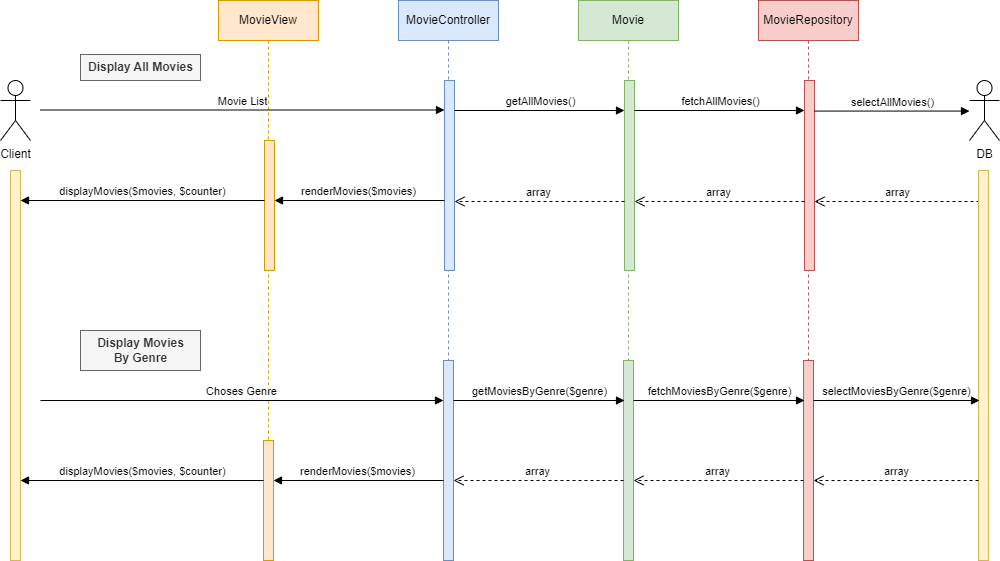 MovieView
MovieController
Movie
MovieRepository
Display All Movies
Movie List
getAllMovies()
fetchAllMovies()
selectAllMovies()
Client
DB
displayMovies($movies, $counter)
renderMovies($movies)
array
array
array
Display Movies
By Genre
Choses Genre
getMoviesByGenre($genre)
fetchMoviesByGenre($genre)
selectMoviesByGenre($genre)
displayMovies($movies, $counter)
renderMovies($movies)
array
array
array